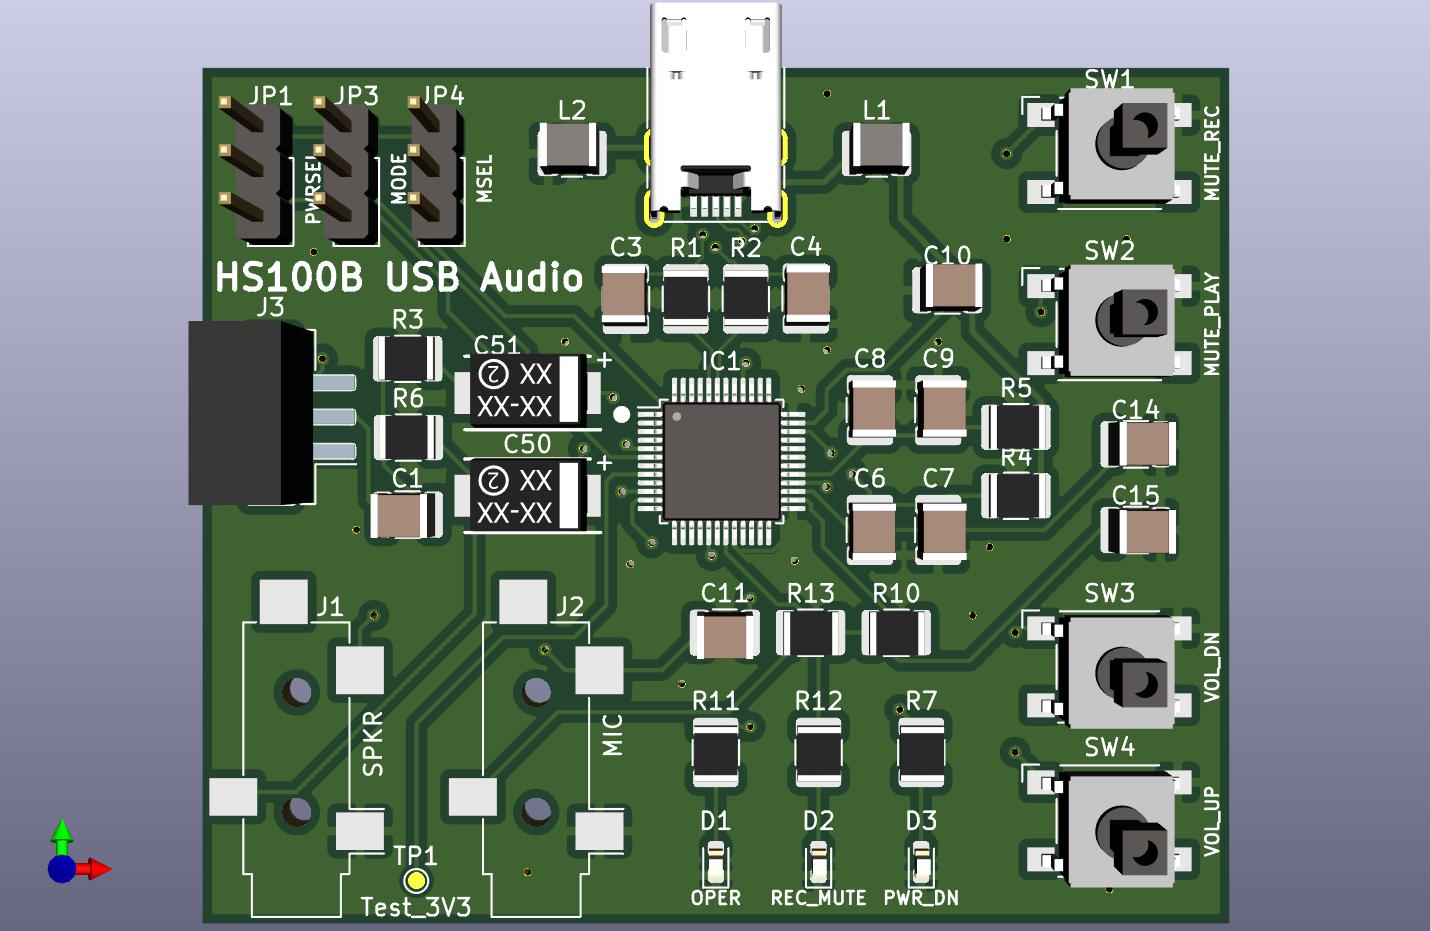 SW1
JP1 JP3 JP4
L2 L1
MUTE_REC
PWRSEL MODE MSEL
C3 R1 R2 C4
C10
SW2
HS100B USB Audio
J3
MUTE_PLAY
R3
C51 +
2 XX
XX-XX
IC1
C8 C9
R5
R6
C14
C50 +
2 XX
XX-XX
R4
C1
C6 C7
C15
C11 R13 R10
SW3
J1 J2
VOL_DN
R11 R12 R7
SPKR MIC
SW4
VOL_UP
D1 D2 D3
TP1
OPER REC_MUTE PWR_DN
Test_3V3